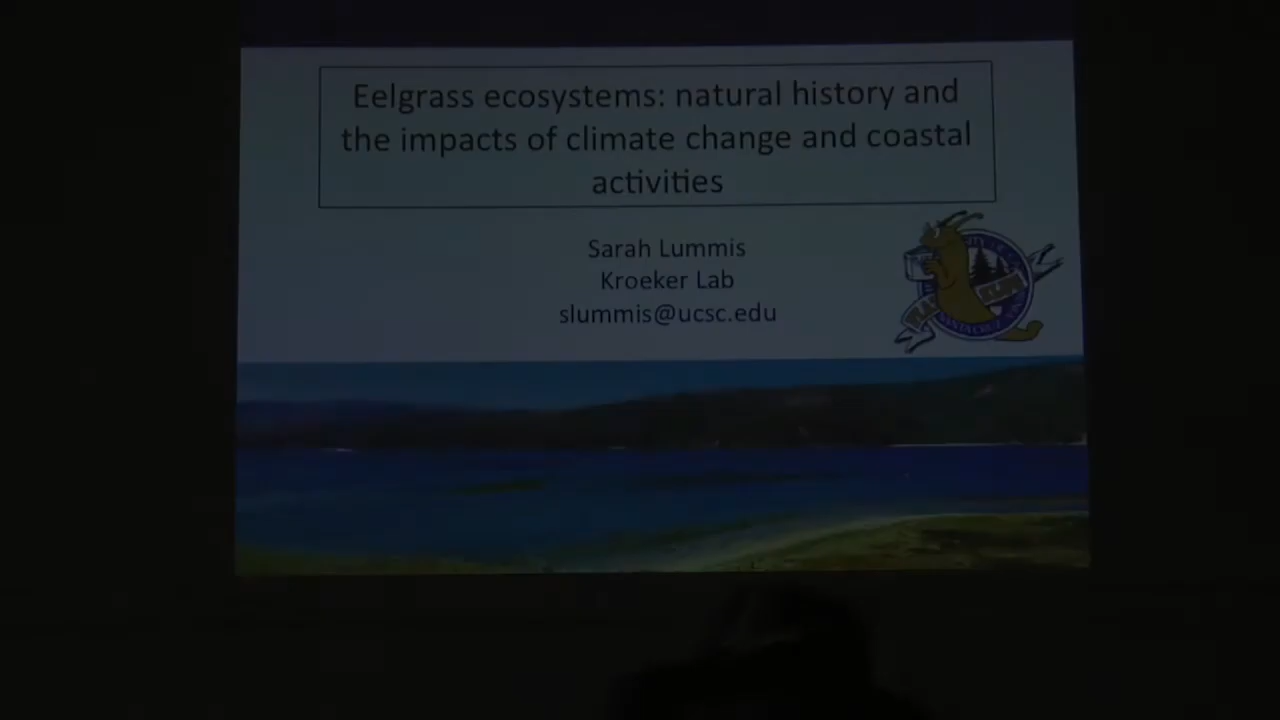 Eelgrass ecosystems: natural history and
the impacts of climate change and coastal
activities
Sarah Lummis
Kroeker Lab
slummis@ucsc.edu